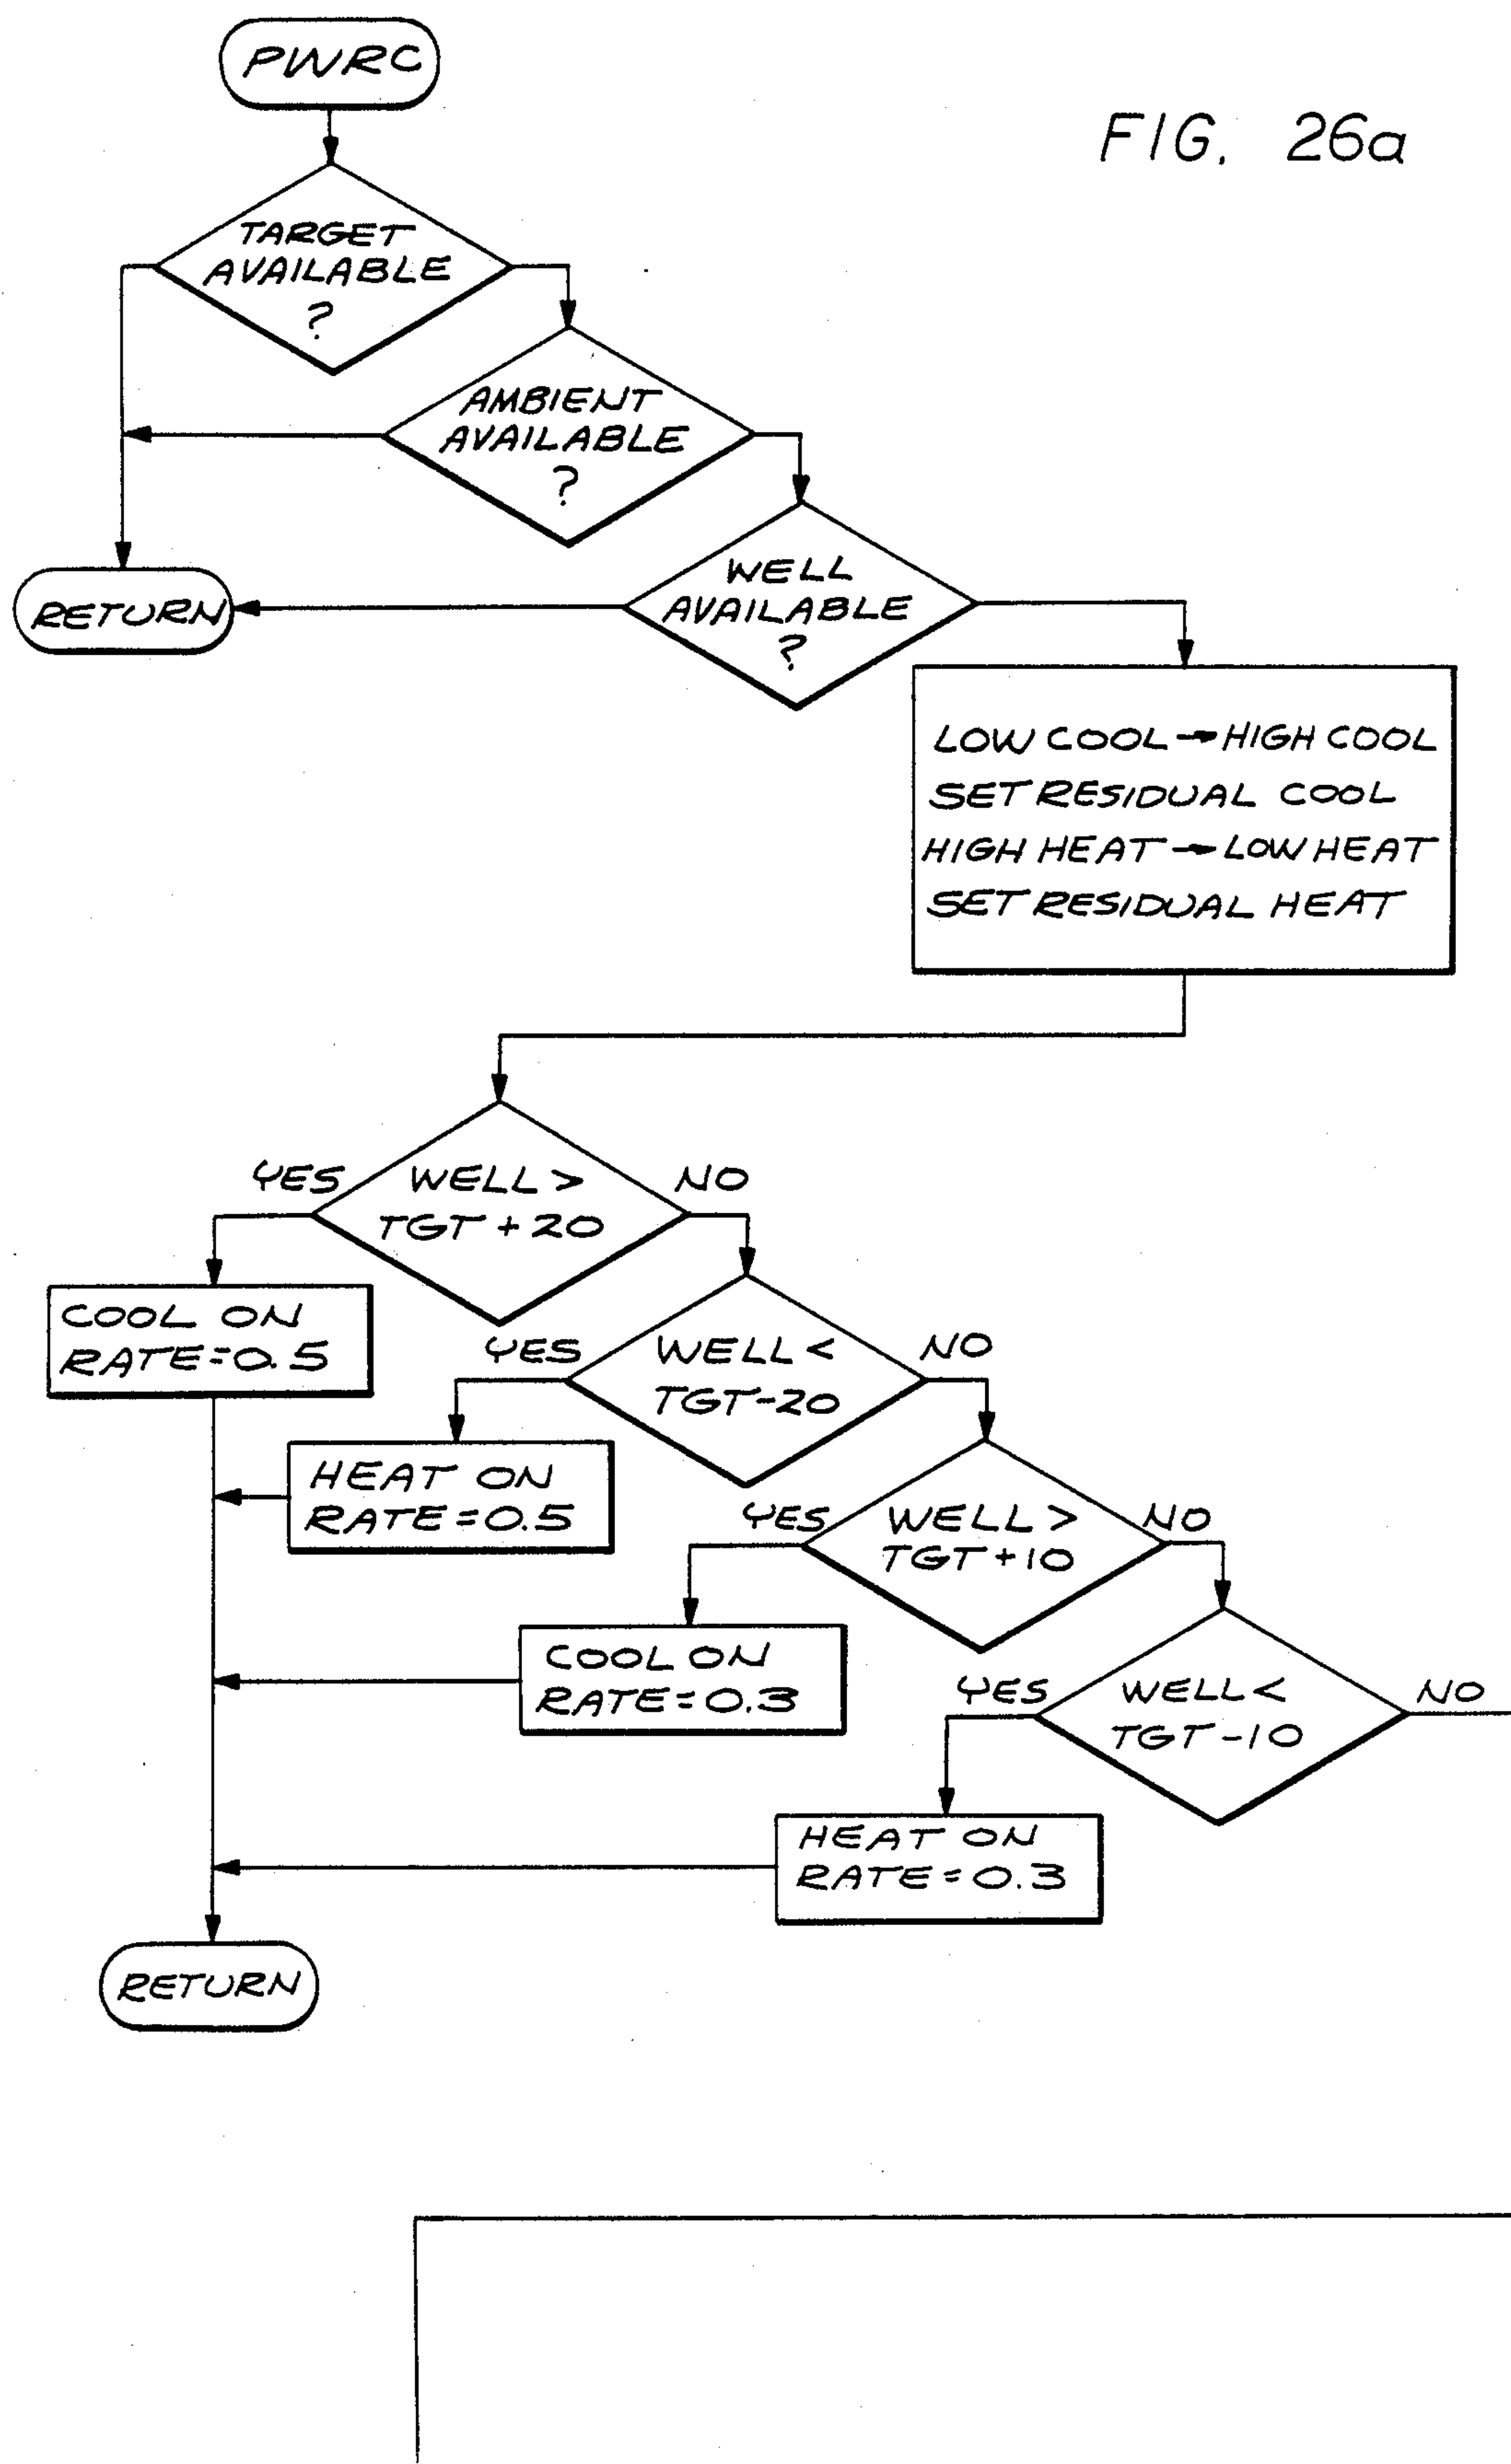 PWRC
FIG. 26a
TARGET
AVAILABLE
?
AMBIENT
AVAILABLE
?
WELL
AVAILABLE
?
RETURN
LOW COOL→HIGH COOL
SET RESIDUAL COOL
HIGH HEAT→LOW HEAT
SET RESIDUAL HEAT
YES
WELL >
TGT + 20
NO
COOL ON
RATE=0.5
YES
WELL <
TGT-20
NO
HEAT ON
RATE=0.5
YES
WELL >
TGT +10
NO
COOL ON
RATE=0.3
YES
WELL <
TGT -10
NO
HEAT ON
RATE=0.3
RETURN